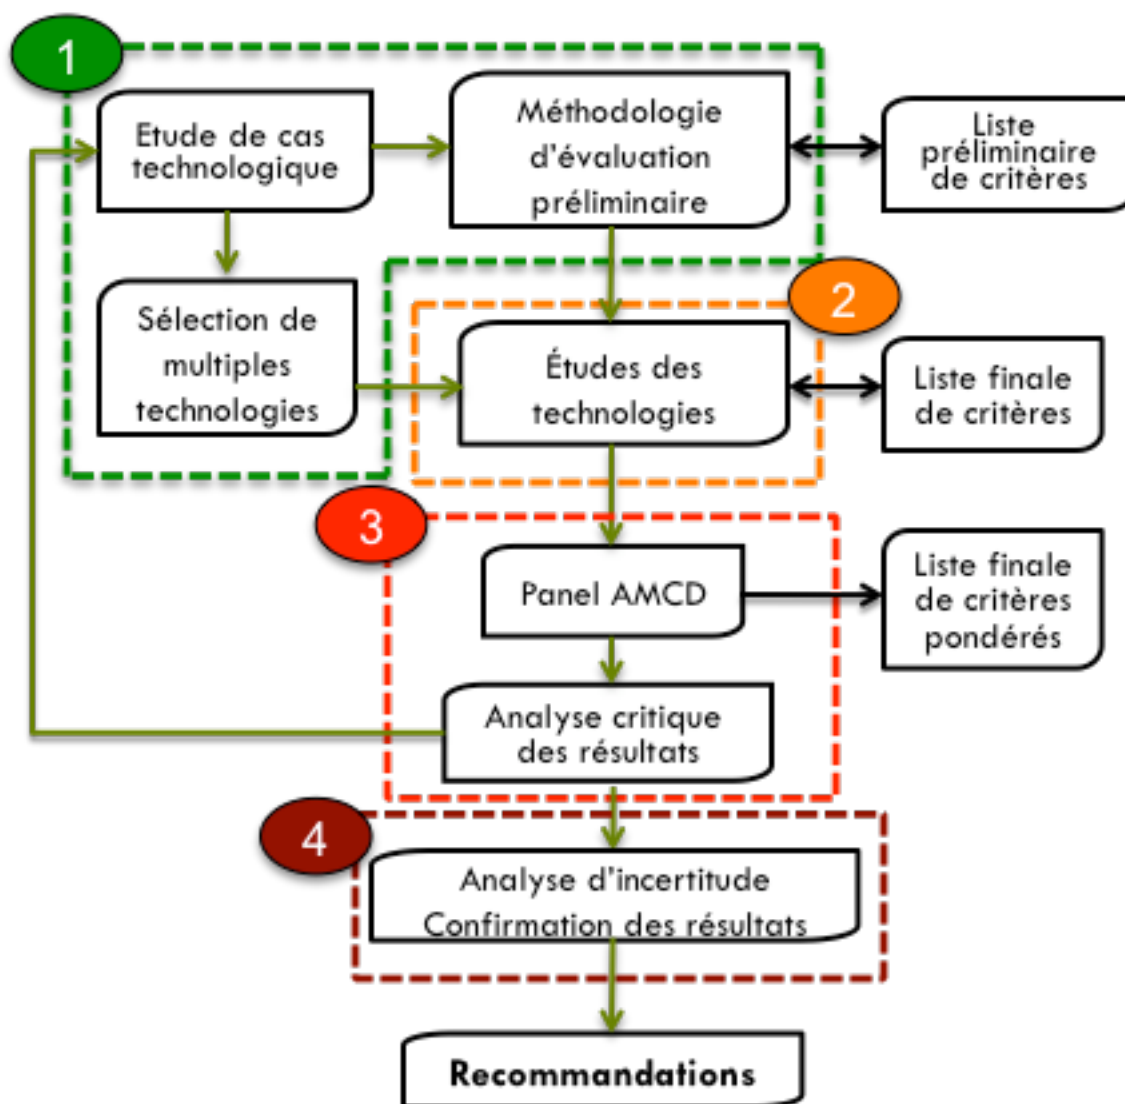 1
Etude de cas
technologique
Méthodologie
d'évaluation
préliminaire
Liste
préliminaire
de critères
Sélection de
multiples
technologies
2
Études des
technologies
Liste finale
de critères
3
Panel AMCD
Liste finale
de critères
pondérés
Analyse critique
des résultats
4
Analyse d'incertitude
Confirmation des résultats
Recommandations